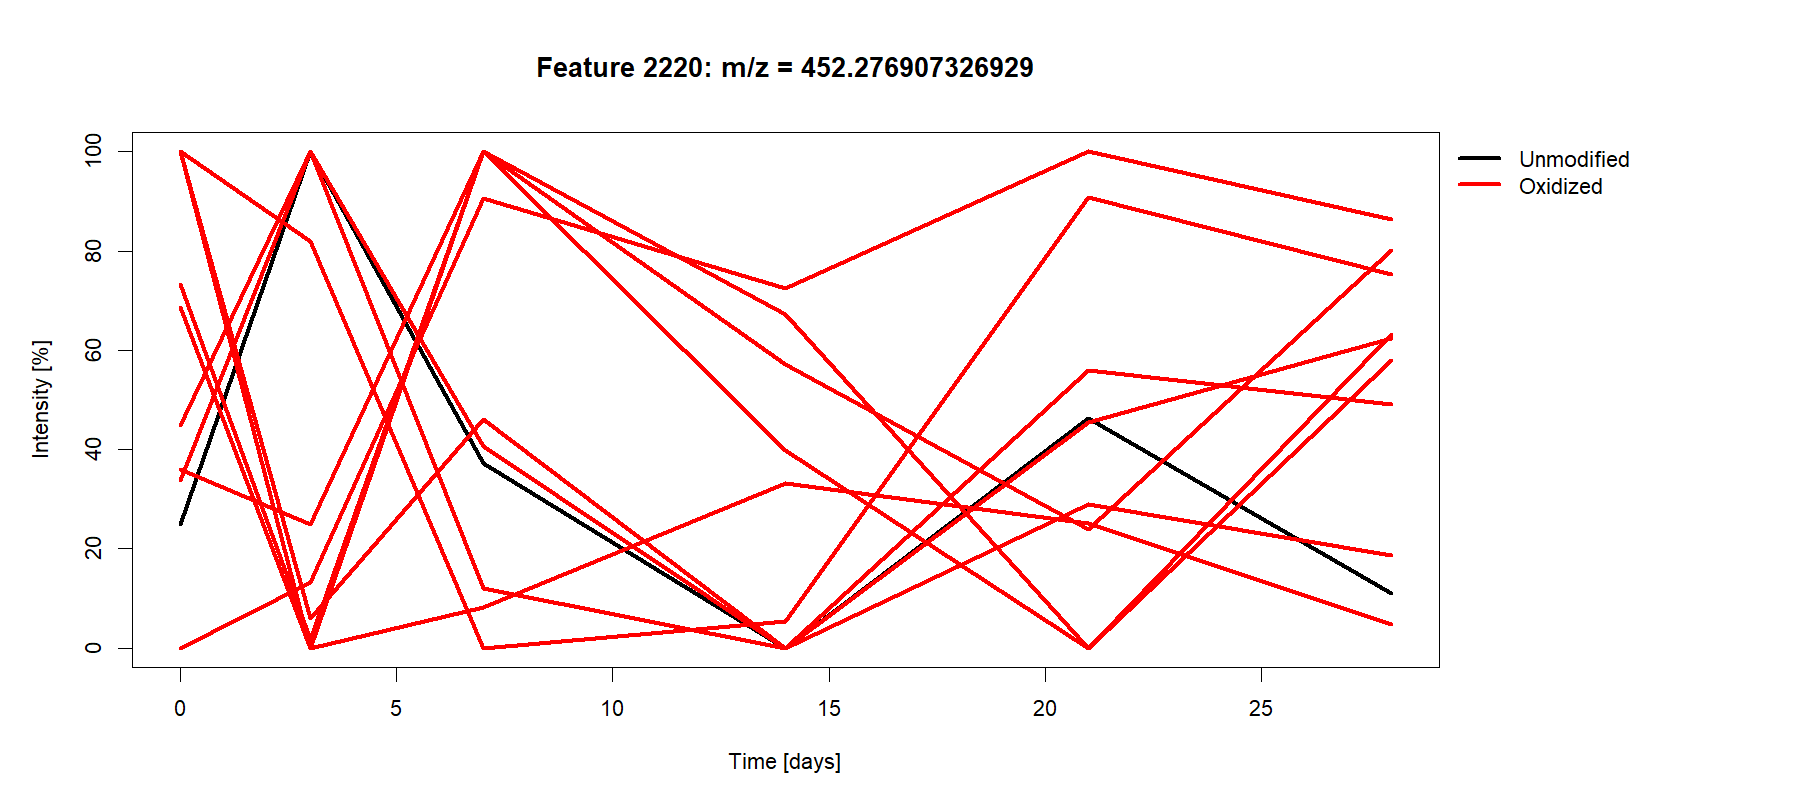 Feature 2220: m/z = 452.276907326929
Unmodified
Oxidized
Intensity [%]
100
80
60
40
20
0
0 5 10 15 20 25
Time [days]